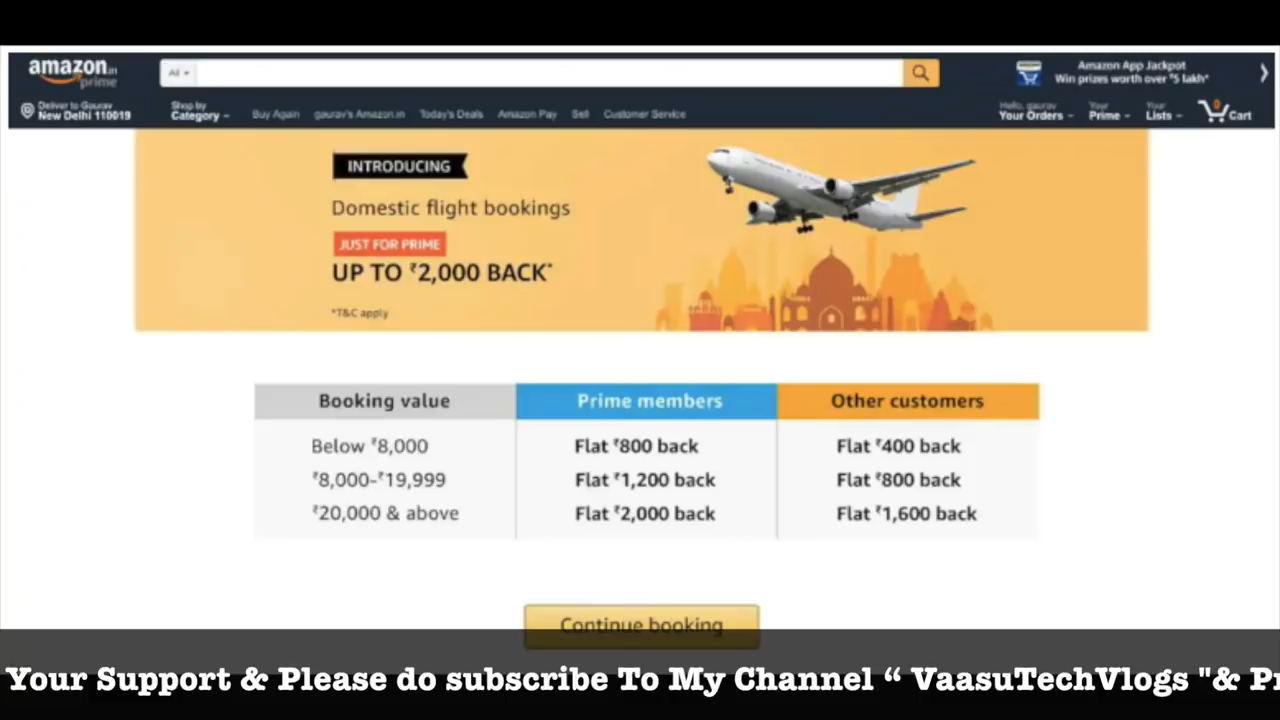 amazon.in
prime
All
Amazon App Jackpot
Win prizes worth over ₹5 lakh*
Deliver to Gaurav
New Delhi 110019
Shop by
Category
Buy Again
gaurav's Amazon.in
Today's Deals
Amazon Pay
Sell
Customer Service
Hello, gaurav
Your Orders
Your
Prime
Your
Lists
0
Cart
INTRODUCING
Domestic flight bookings
JUST FOR PRIME
UP TO ₹2,000 BACK*
*T&C apply
Booking value Prime members Other customers
Below ₹8,000 Flat ₹800 back Flat ₹400 back
₹8,000-₹19,999 Flat ₹1,200 back Flat ₹800 back
₹20,000 & above Flat ₹2,000 back Flat ₹1,600 back
Continue booking
Your Support & Please do subscribe To My Channel “ VaasuTechVlogs "&